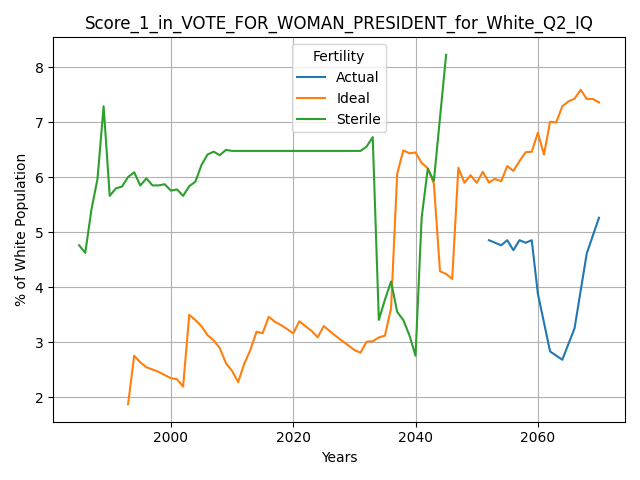 Score_1_in_VOTE_FOR_WOMAN_PRESIDENT_for_White_Q2_IQ
Fertility
Actual
Ideal
Sterile
% of White Population
8
7
6
5
4
3
2
2000
2020
2040
2060
Years